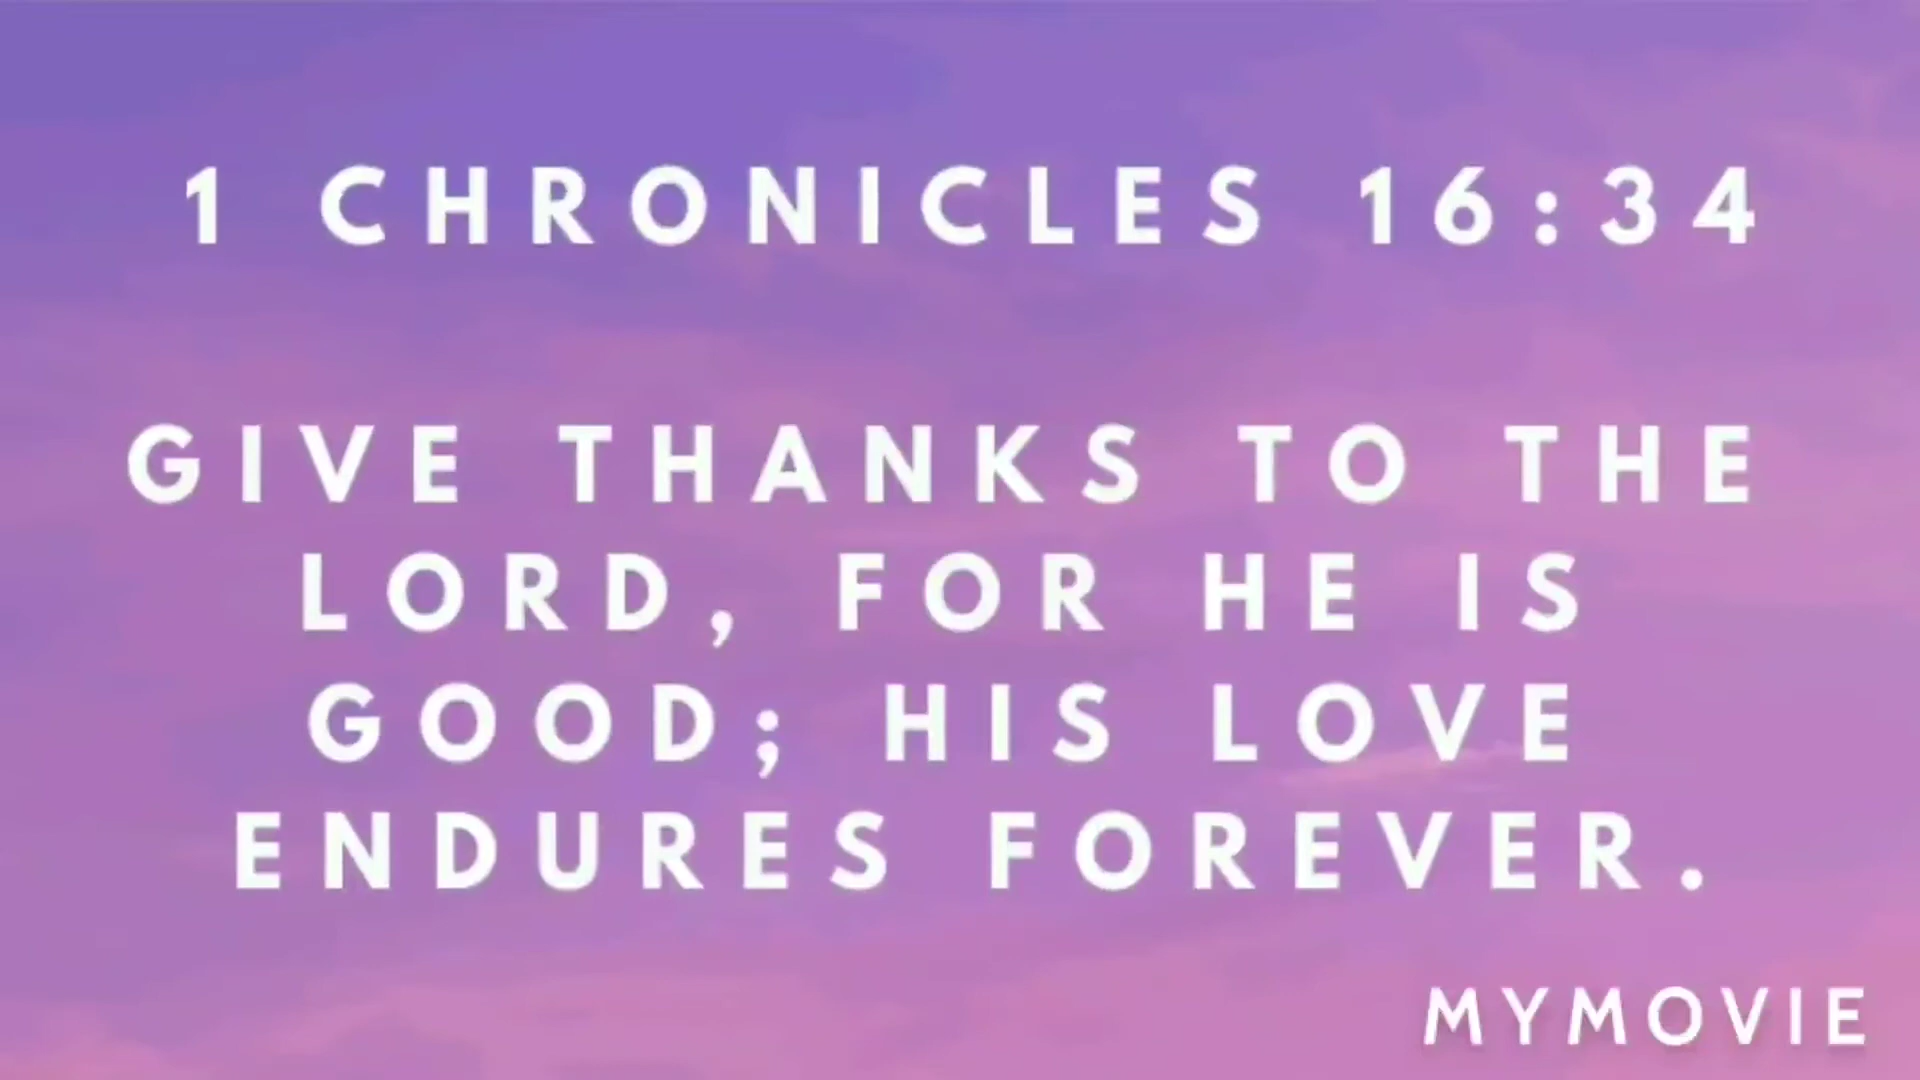 1 CHRONICLES 16:34
GIVE THANKS TO THE
LORD, FOR HE IS
GOOD; HIS LOVE
ENDURES FOREVER.
MYMOVIE